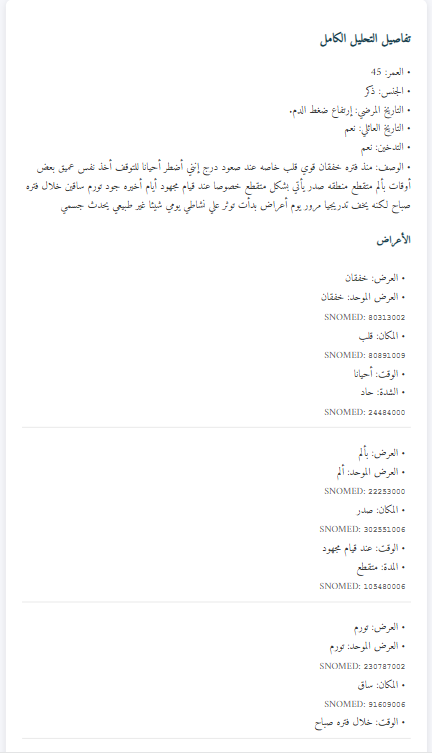 تفاصيل التحليل الكامل
• العمر: 45
• الجنس: ذكر
• التاريخ المرضي: إرتفاع ضغط الدم.
• التاريخ العائلي: نعم
• التدخين: نعم
• الوصف: منذ فتره خفقان قوي قلب خاصه عند صعود درج إنني أضطر أحيانا للتوقف أخذ نفس عميق بعض
أوقات بألم متقطع منطقه صدر يأتي بشكل متقطع خصوصا عند قيام مجهود أيام أخيره جود تورم ساقين خلال فتره
صباح لكنه يخف تدريجيا مرور يوم أعراض بدأت توثر علي نشاطي يومي شيئا غير طبيعي يحدث جسمي
الأعراض
• العرض: خفقان
• العرض الموحد: خفقان
SNOMED: 80313002
• المكان: قلب
SNOMED: 80891009
• الوقت: أحيانا
• الشدة: حاد
SNOMED: 24484000
• العرض: بألم
• العرض الموحد: ألم
SNOMED: 22253000
• المكان: صدر
SNOMED: 302551006
• الوقت: عند قيام مجهود
• المدة: متقطع
SNOMED: 105480006
• العرض: تورم
• العرض الموحد: تورم
SNOMED: 230787002
• المكان: ساق
SNOMED: 91609006
• الوقت: خلال فتره صباح